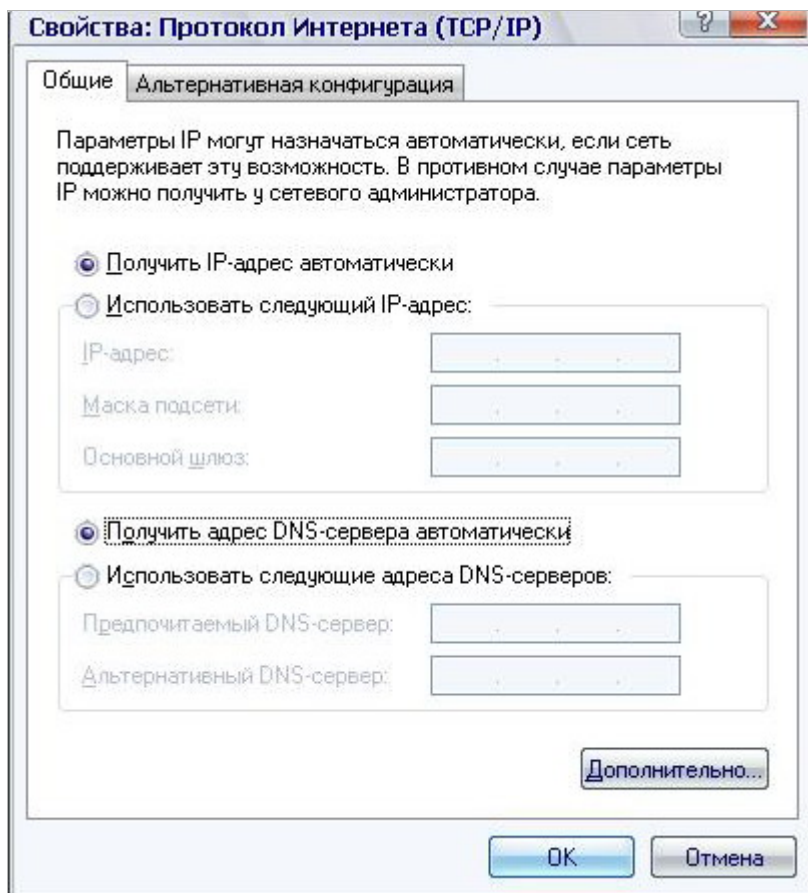 Свойства: Протокол Интернета (TCP/IP)
Общие
Альтернативная конфигурация
Параметры IP могут назначаться автоматически, если сеть
поддерживает эту возможность. В противном случае параметры
IP можно получить у сетевого администратора.
Получить IP-адрес автоматически
Использовать следующий IP-адрес:
IP-адрес:
Маска подсети:
Основной шлюз:
Получить адрес DNS-сервера автоматически
Использовать следующие адреса DNS-серверов:
Предпочитаемый DNS-сервер:
Альтернативный DNS-сервер:
Дополнительно...
OK
Отмена